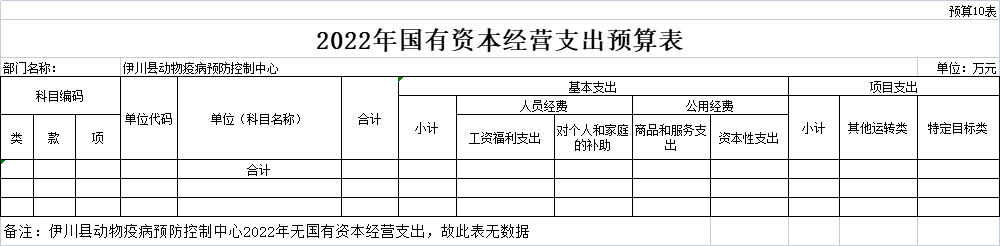 预算10表
2022年国有资本经营支出预算表
部门名称： 伊川县动物疫病预防控制中心 单位：万元
科目编码 单位代码 单位（科目名称） 合计 基本支出 项目支出
小计 人员经费 公用经费 小计 其他运转类 特定目标类
类 款 项 工资福利支出 对个人和家庭的补助 商品和服务支出 资本性支出
合计
备注：伊川县动物疫病预防控制中心2022年无国有资本经营支出，故此表无数据